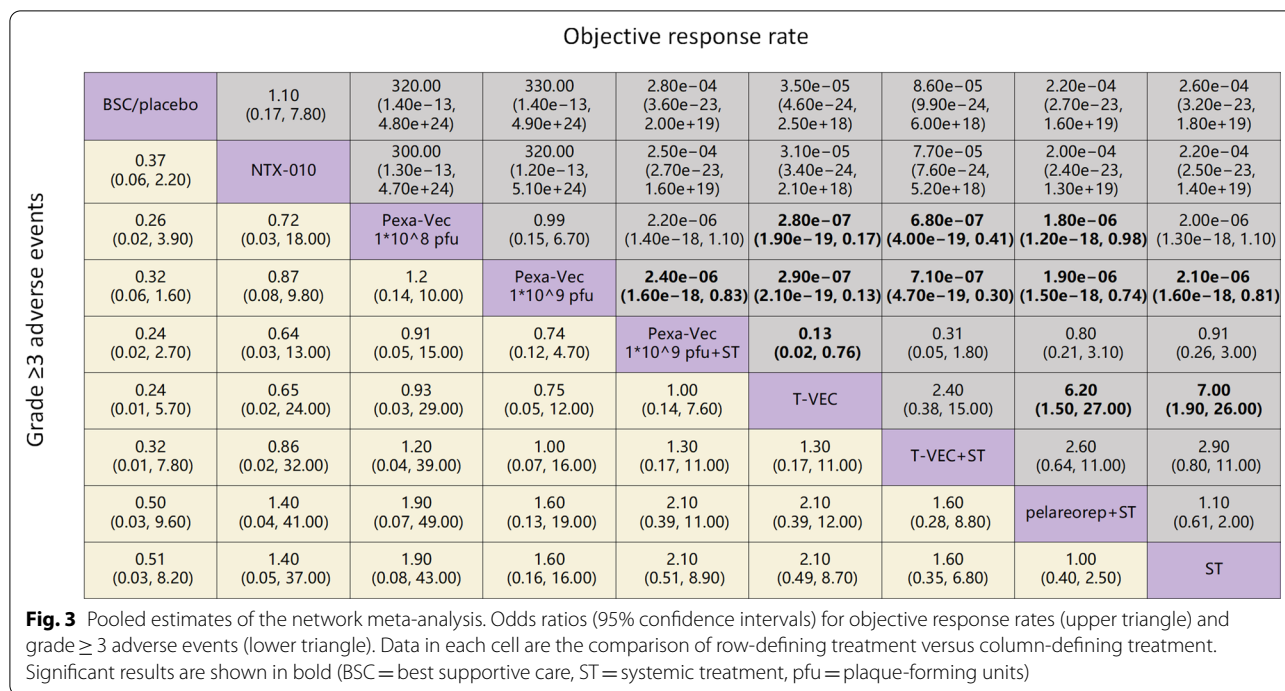 Objective response rate
Grade ≥3 adverse events
BSC/placebo
1.10
(0.17, 7.80)
320.00
(1.40e−13,
4.80e+24)
330.00
(1.40e−13,
4.90e+24)
2.80e−04
(3.60e−23,
2.00e+19)
3.50e−05
(4.60e−24,
2.50e+18)
8.60e−05
(9.90e−24,
6.00e+18)
2.20e−04
(2.70e−23,
1.60e+19)
2.60e−04
(3.20e−23,
1.80e+19)
0.37
(0.06, 2.20)
NTX-010
300.00
(1.30e−13,
4.70e+24)
320.00
(1.20e−13,
5.10e+24)
2.50e−04
(2.70e−23,
1.60e+19)
3.10e−05
(3.40e−24,
2.10e+18)
7.70e−05
(7.60e−24,
5.20e+18)
2.00e−04
(2.40e−23,
1.30e+19)
2.20e−04
(2.50e−23,
1.40e+19)
0.26
(0.02, 3.90)
0.72
(0.03, 18.00)
Pexa-Vec
1*10^8 pfu
0.99
(0.15, 6.70)
2.20e−06
(1.40e−18, 1.10)
2.80e−07
(1.90e−19, 0.17)
6.80e−07
(4.00e−19, 0.41)
1.80e−06
(1.20e−18, 0.98)
2.00e−06
(1.30e−18, 1.10)
0.32
(0.06, 1.60)
0.87
(0.08, 9.80)
1.2
(0.14, 10.00)
Pexa-Vec
1*10^9 pfu
2.40e−06
(1.60e−18, 0.83)
2.90e−07
(2.10e−19, 0.13)
7.10e−07
(4.70e−19, 0.30)
1.90e−06
(1.50e−18, 0.74)
2.10e−06
(1.60e−18, 0.81)
0.24
(0.02, 2.70)
0.64
(0.03, 13.00)
0.91
(0.05, 15.00)
0.74
(0.12, 4.70)
Pexa-Vec
1*10^9 pfu+ST
0.13
(0.02, 0.76)
0.31
(0.05, 1.80)
0.80
(0.21, 3.10)
0.91
(0.26, 3.00)
0.24
(0.01, 5.70)
0.65
(0.02, 24.00)
0.93
(0.03, 29.00)
0.75
(0.05, 12.00)
1.00
(0.14, 7.60)
T-VEC
2.40
(0.38, 15.00)
6.20
(1.50, 27.00)
7.00
(1.90, 26.00)
0.32
(0.01, 7.80)
0.86
(0.02, 32.00)
1.20
(0.04, 39.00)
1.00
(0.07, 16.00)
1.30
(0.17, 11.00)
1.30
(0.17, 11.00)
T-VEC+ST
2.60
(0.64, 11.00)
2.90
(0.80, 11.00)
0.50
(0.03, 9.60)
1.40
(0.04, 41.00)
1.90
(0.07, 49.00)
1.60
(0.13, 19.00)
2.10
(0.39, 11.00)
2.10
(0.39, 12.00)
1.60
(0.28, 8.80)
pelareorep+ST
1.10
(0.61, 2.00)
0.51
(0.03, 8.20)
1.40
(0.05, 37.00)
1.90
(0.08, 43.00)
1.60
(0.16, 16.00)
2.10
(0.51, 8.90)
2.10
(0.49, 8.70)
1.60
(0.35, 6.80)
1.00
(0.40, 2.50)
ST
Fig. 3 Pooled estimates of the network meta-analysis. Odds ratios (95% confidence intervals) for objective response rates (upper triangle) and
grade ≥ 3 adverse events (lower triangle). Data in each cell are the comparison of row-defining treatment versus column-defining treatment.
Significant results are shown in bold (BSC = best supportive care, ST = systemic treatment, pfu = plaque-forming units)